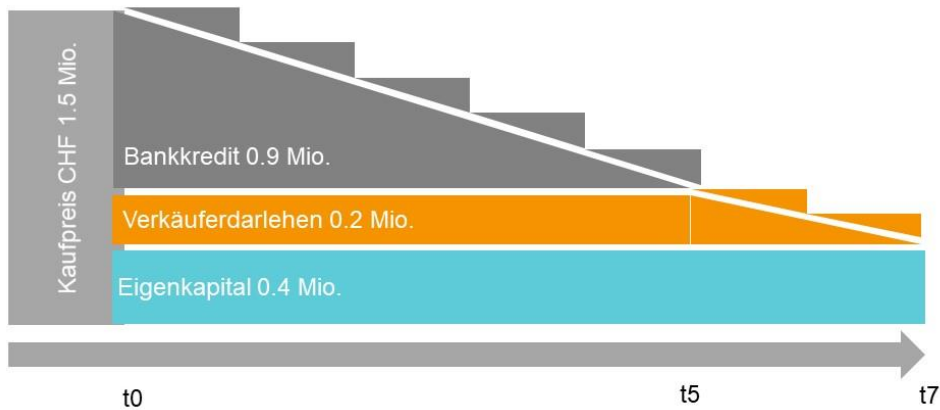 Kaufpreis CHF 1.5 Mio.
Bankkredit 0.9 Mio.
Verkäuferdarlehen 0.2 Mio.
Eigenkapital 0.4 Mio.
t0
t5
t7